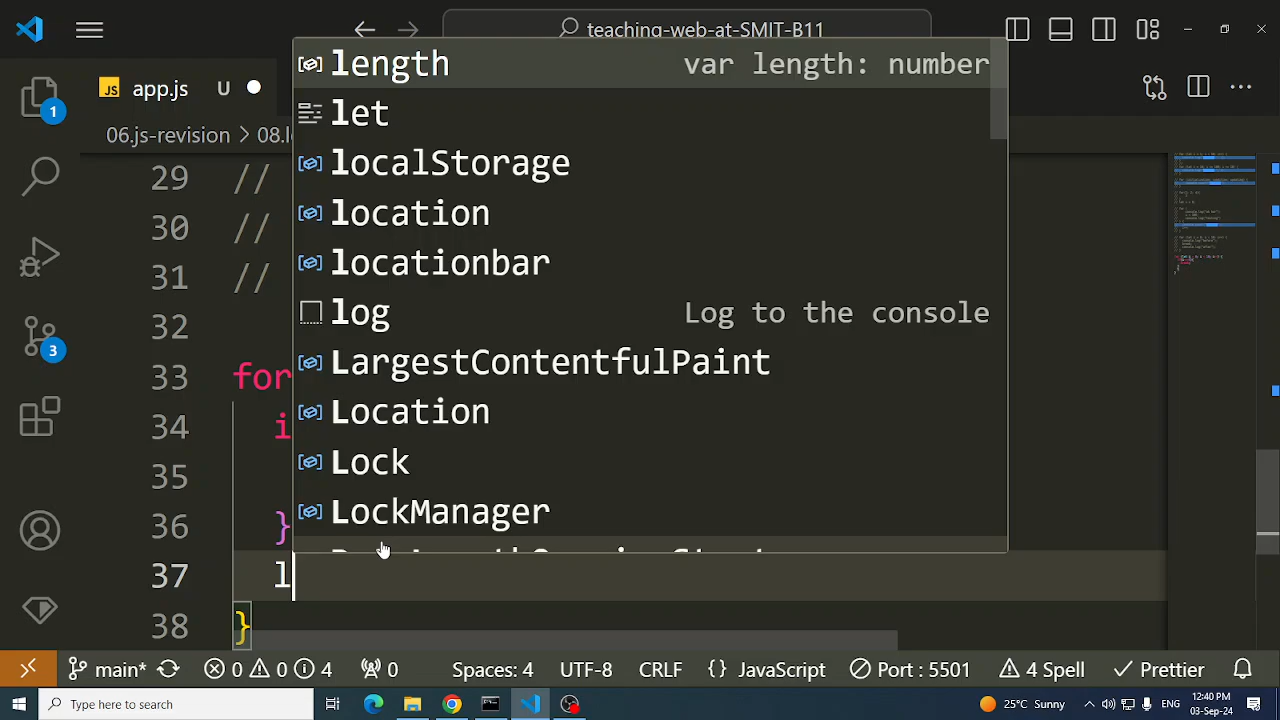 teaching-web-at-SMIT-B11
length var length: number
let
localStorage
location
locationbar
log Log to the console
LargestContentfulPaint
Location
Lock
LockManager
1
3
JS app.js U
06.js-revision > 08.l
29 //
30 //
31 //
32
33 for
34 i
35
36 }
37 l
38 }
main* 0 0 4 0 Spaces: 4 UTF-8 CRLF {} JavaScript Port : 5501 4 Spell Prettier
Type here to search 25°C Sunny ENG 12:40 PM
03-Sep-24